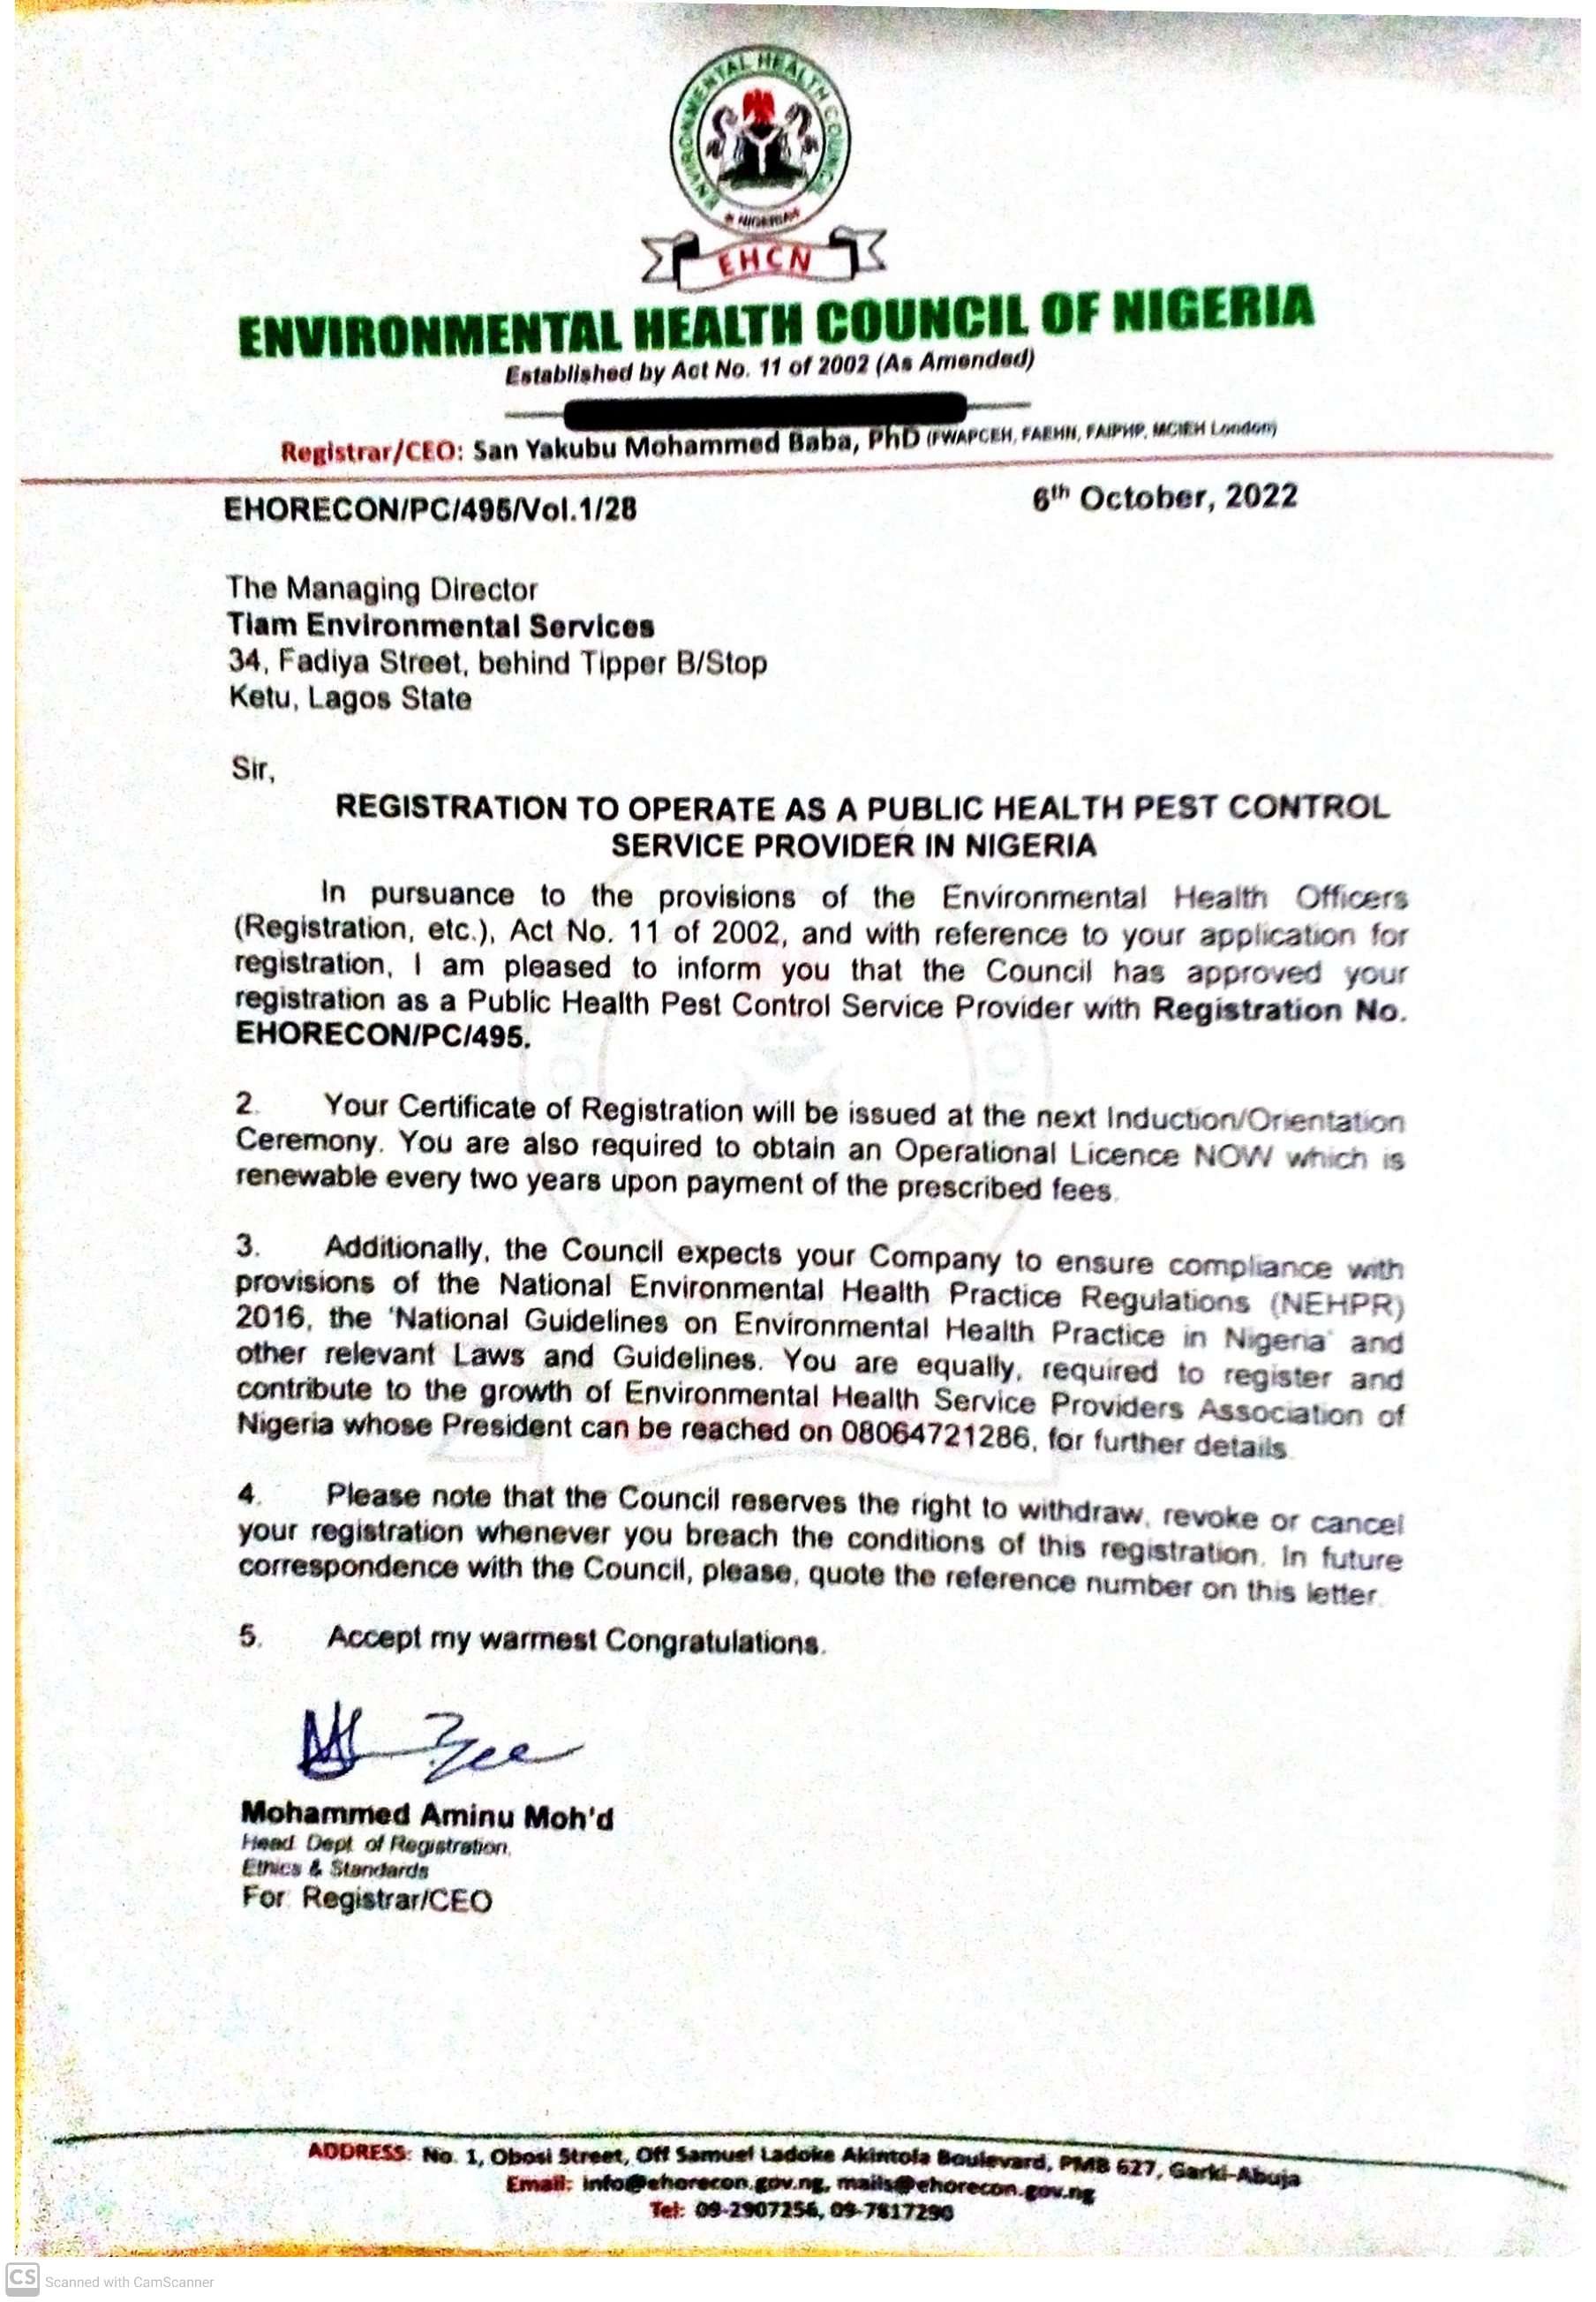 ENVIRONMENTAL HEALTH COUNCIL
NIGERIA
EHCN
ENVIRONMENTAL HEALTH COUNCIL OF NIGERIA
Established by Act No. 11 of 2002 (As Amended)
Registrar/CEO: San Yakubu Mohammed Baba, PhD (FWAPCEH, FAEHN, FAIPHP, MCIEH London)
EHORECON/PC/495/Vol.1/28
6th October, 2022
The Managing Director
Tiam Environmental Services
34, Fadiya Street, behind Tipper B/Stop
Ketu, Lagos State
Sir,
REGISTRATION TO OPERATE AS A PUBLIC HEALTH PEST CONTROL
SERVICE PROVIDER IN NIGERIA
In pursuance to the provisions of the Environmental Health Officers
(Registration, etc.), Act No. 11 of 2002, and with reference to your application for
registration, I am pleased to inform you that the Council has approved your
registration as a Public Health Pest Control Service Provider with Registration No.
EHORECON/PC/495.
2. Your Certificate of Registration will be issued at the next Induction/Orientation
Ceremony. You are also required to obtain an Operational Licence NOW which is
renewable every two years upon payment of the prescribed fees.
3. Additionally, the Council expects your Company to ensure compliance with
provisions of the National Environmental Health Practice Regulations (NEHPR)
2016, the 'National Guidelines on Environmental Health Practice in Nigeria' and
other relevant Laws and Guidelines. You are equally, required to register and
contribute to the growth of Environmental Health Service Providers Association of
Nigeria whose President can be reached on 08064721286, for further details.
4. Please note that the Council reserves the right to withdraw, revoke or cancel
your registration whenever you breach the conditions of this registration. In future
correspondence with the Council, please, quote the reference number on this letter.
5. Accept my warmest Congratulations.
Mohammed Aminu Moh'd
Head. Dept. of Registration,
Ethics & Standards
For: Registrar/CEO
ADDRESS: No. 1, Obosi Street, Off Samuel Ladoke Akintola Boulevard, PMB 627, Garki-Abuja
Email: info@ehorecon.gov.ng, mails@ehorecon.gov.ng
Tel: 09-2907256, 09-7817290
CS Scanned with CamScanner